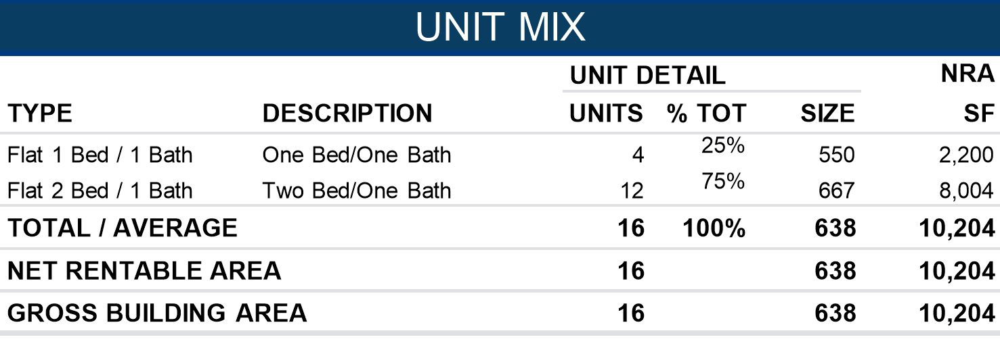 UNIT MIX
UNIT DETAIL NRA
TYPE DESCRIPTION UNITS % TOT SIZE SF
Flat 1 Bed / 1 Bath One Bed/One Bath 4 25% 550 2,200
Flat 2 Bed / 1 Bath Two Bed/One Bath 12 75% 667 8,004
TOTAL / AVERAGE 16 100% 638 10,204
NET RENTABLE AREA 16 638 10,204
GROSS BUILDING AREA 16 638 10,204